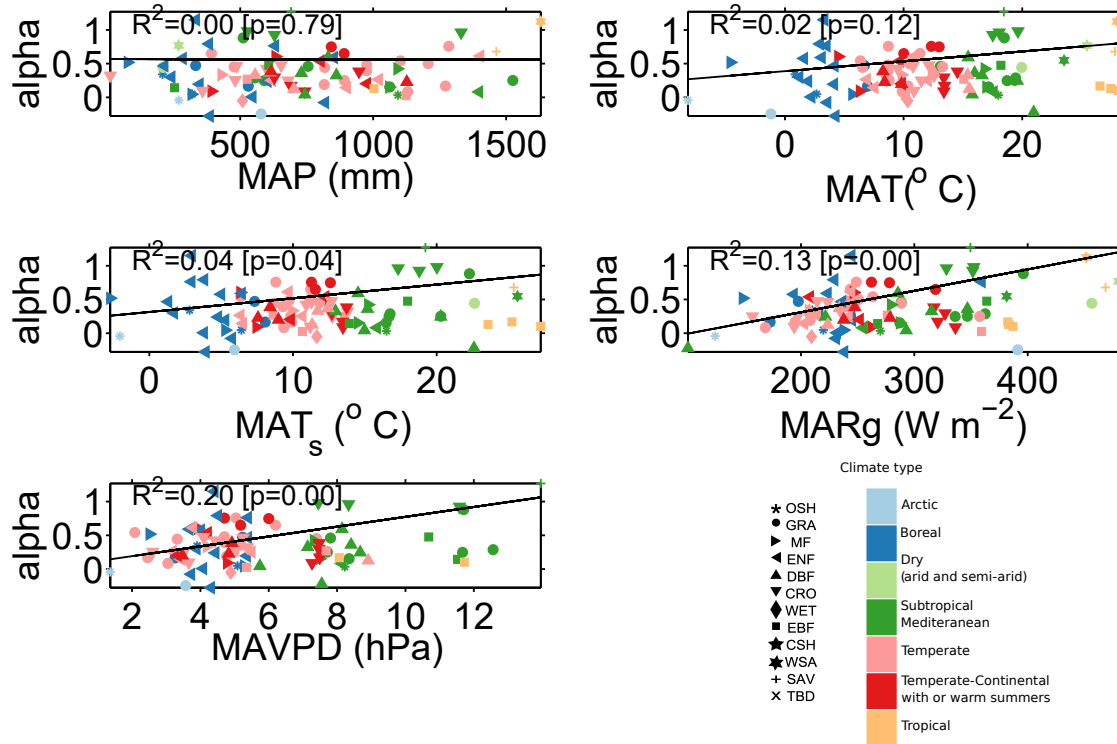 R2=0.00 [p=0.79]
alpha
1
0.5
0
500 1000 1500
MAP (mm)
R2=0.02 [p=0.12]
alpha
1
0.5
0
0 10 20
MAT(o C)
R2=0.04 [p=0.04]
alpha
1
0.5
0
0 10 20
MATs (o C)
R2=0.13 [p=0.00]
alpha
1
0.5
0
200 300 400
MARg (W m−2)
R2=0.20 [p=0.00]
alpha
1
0.5
0
2 4 6 8 10 12
MAVPD (hPa)
OSH
GRA
MF
ENF
DBF
CRO
WET
EBF
CSH
WSA
SAV
TBD
Climate type
Arctic
Boreal
Dry
(arid and semi-arid)
Subtropical
Mediteranean
Temperate
Temperate-Continental
with or warm summers
Tropical